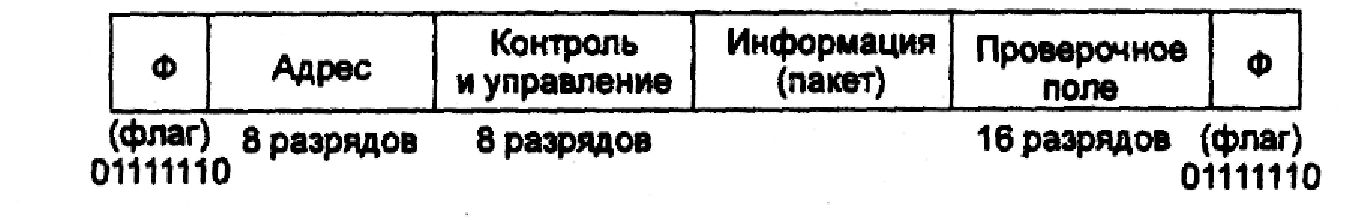 Ф
Адрес
Контроль
и управление
Информация
(пакет)
Проверочное
поле
Ф
(флаг)
01111110
8 разрядов
8 разрядов
16 разрядов
(флаг)
01111110